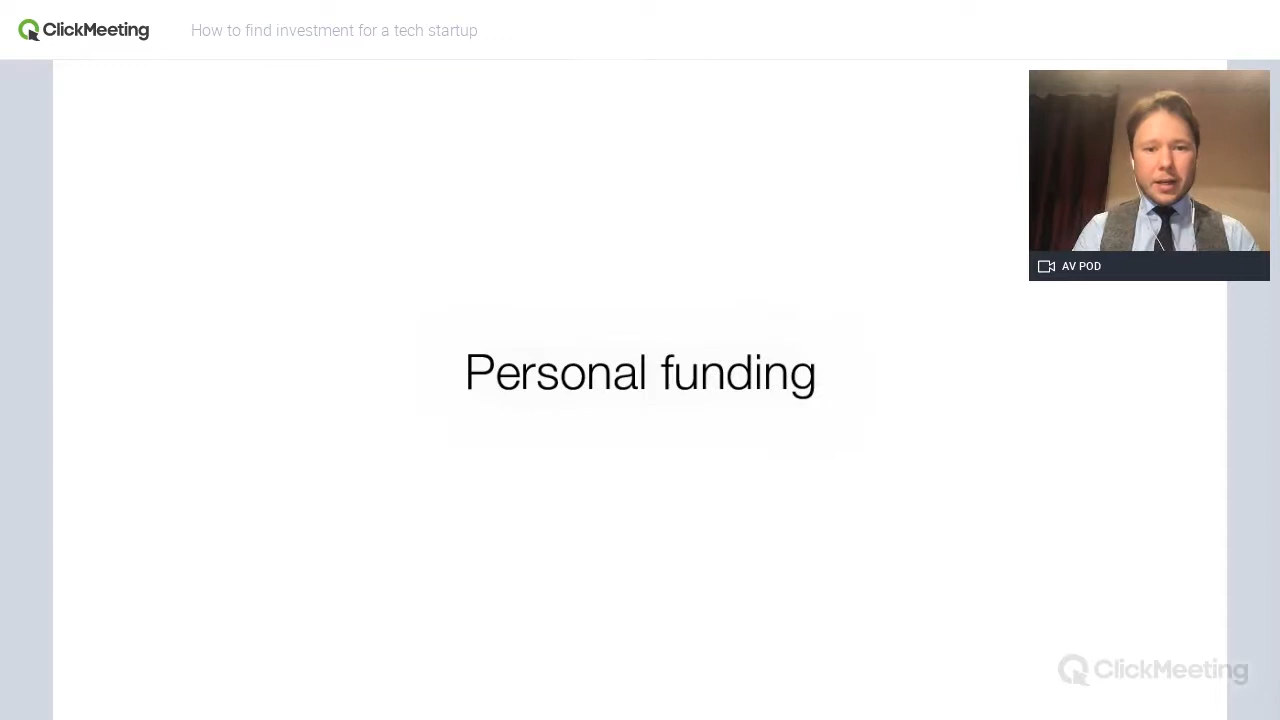 ClickMeeting
How to find investment for a tech startup
AV POD
Personal funding
ClickMeeting